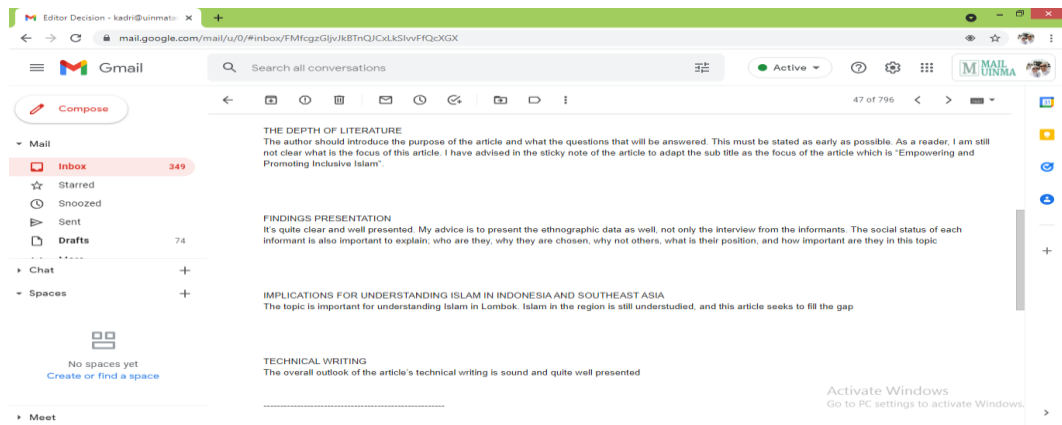 Editor Decision - kadri@uinmata
mail.google.com/mail/u/0/#inbox/FMfcgzGljvJkBTnQJCxLkSlvvFfQcXGX
Gmail
Search all conversations
Active
MAIL
UINMA
Compose
47 of 796
Mail
Inbox 349
Starred
Snoozed
Sent
Drafts 74
Chat
Spaces
No spaces yet
Create or find a space
Meet
THE DEPTH OF LITERATURE
The author should introduce the purpose of the article and what the questions that will be answered. This must be stated as early as possible. As a reader, I am still
not clear what is the focus of this article. I have advised in the sticky note of the article to adapt the sub title as the focus of the article which is "Empowering and
Promoting Inclusive Islam".
FINDINGS PRESENTATION
It's quite clear and well presented. My advice is to present the ethnographic data as well, not only the interview from the informants. The social status of each
informant is also important to explain; who are they, why they are chosen, why not others, what is their position, and how important are they in this topic
IMPLICATIONS FOR UNDERSTANDING ISLAM IN INDONESIA AND SOUTHEAST ASIA
The topic is important for understanding Islam in Lombok. Islam in the region is still understudied, and this article seeks to fill the gap
TECHNICAL WRITING
The overall outlook of the article's technical writing is sound and quite well presented
------------------------------------------------------
Activate Windows
Go to PC settings to activate Windows.